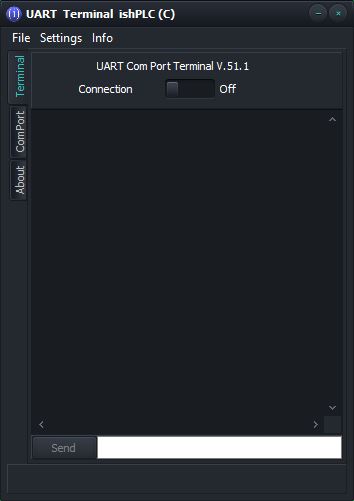 UART Terminal ishPLC (C)
File Settings Info
Terminal
ComPort
About
UART Com Port Terminal V.51.1
Connection Off
Send